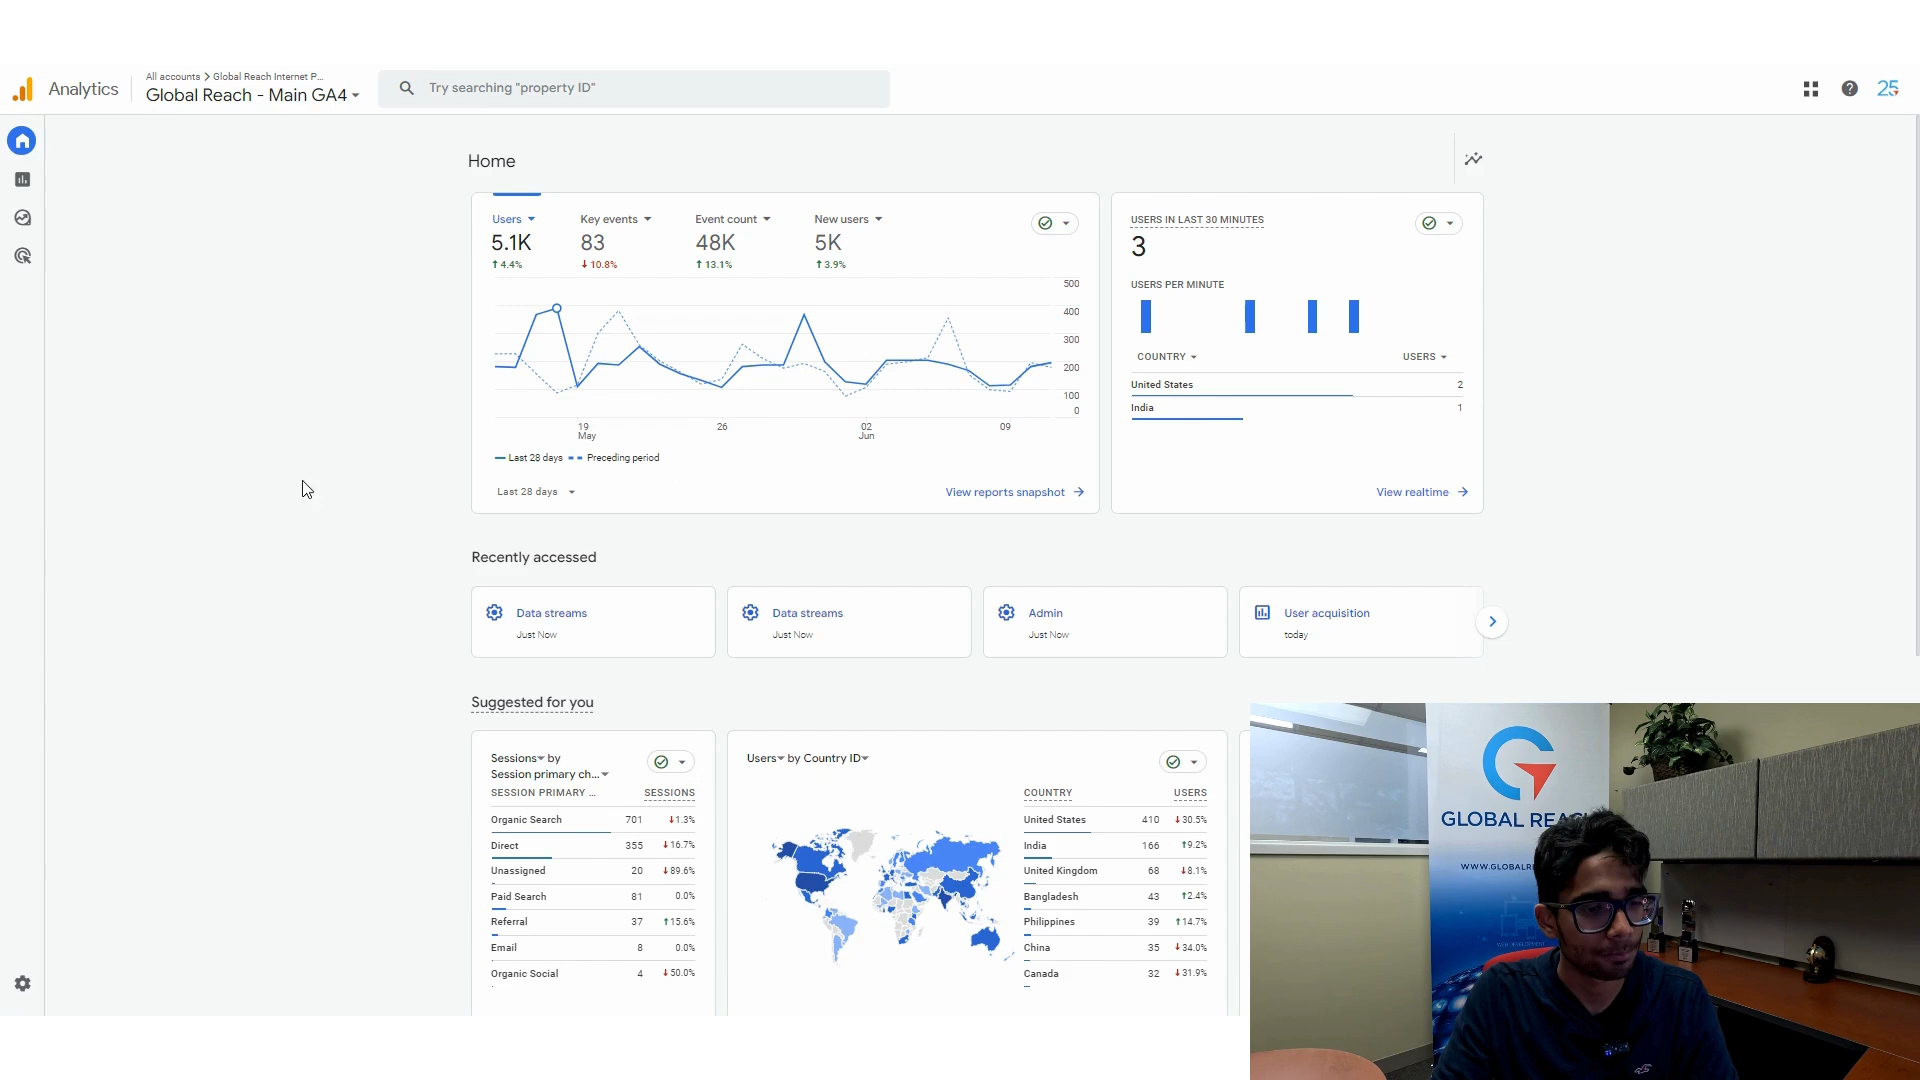 Analytics
All accounts > Global Reach Internet P...
Global Reach - Main GA4
Try searching "property ID"
25
Home
Users
Key events
Event count
New users
5.1K
83
48K
5K
↑ 4.4%
↓ 10.8%
↑ 13.1%
↑ 3.9%
500
400
300
200
100
0
19
May
26
02
Jun
09
Last 28 days
Preceding period
Last 28 days
View reports snapshot
USERS IN LAST 30 MINUTES
3
USERS PER MINUTE
COUNTRY
USERS
United States 2
India 1
View realtime
Recently accessed
Data streams
Just Now
Data streams
Just Now
Admin
Just Now
User acquisition
today
Suggested for you
Sessions by
Session primary ch...
SESSION PRIMARY ... SESSIONS
Organic Search 701 ↓1.3%
Direct 355 ↓16.7%
Unassigned 20 ↓89.6%
Paid Search 81 0.0%
Referral 37 ↑15.6%
Email 8 0.0%
Organic Social 4 ↓50.0%
Users by Country ID
COUNTRY USERS
United States 410 ↓30.5%
India 166 ↑9.2%
United Kingdom 68 ↓8.1%
Bangladesh 43 ↑2.4%
Philippines 39 ↑14.7%
China 35 ↓34.0%
Canada 32 ↓31.9%
GLOBAL REACH
WWW.GLOBALRE